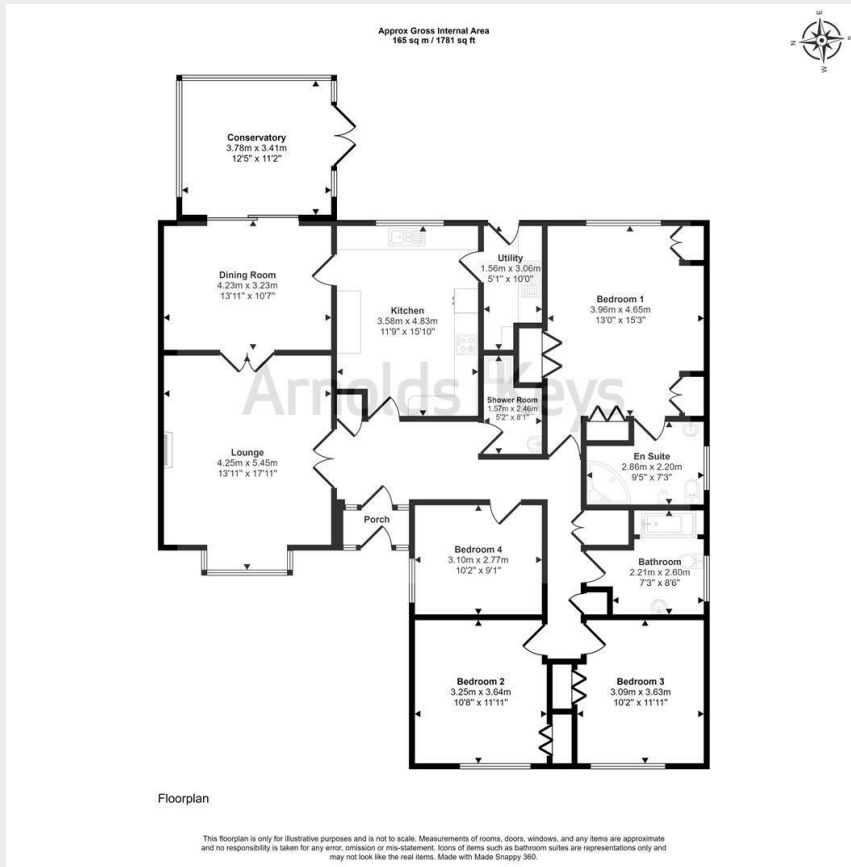 Approx Gross Internal Area
165 sq m / 1781 sq ft
E
N
S
W
Conservatory
3.78m x 3.41m
12'5" x 11'2"
Dining Room
4.23m x 3.23m
13'11" x 10'7"
Kitchen
3.58m x 4.83m
11'9" x 15'10"
Utility
1.56m x 3.06m
5'1" x 10'0"
Bedroom 1
3.96m x 4.65m
13'0" x 15'3"
Arnolds | Keys
Shower Room
1.57m x 2.46m
5'2" x 8'1"
Lounge
4.25m x 5.45m
13'11" x 17'11"
En Suite
2.86m x 2.20m
9'5" x 7'3"
Porch
Bedroom 4
3.10m x 2.77m
10'2" x 9'1"
Bathroom
2.21m x 2.60m
7'3" x 8'6"
Bedroom 2
3.25m x 3.64m
10'8" x 11'11"
Bedroom 3
3.09m x 3.63m
10'2" x 11'11"
Floorplan
This floorplan is only for illustrative purposes and is not to scale. Measurements of rooms, doors, windows, and any items are approximate
and no responsibility is taken for any error, omission or mis-statement. Icons of items such as bathroom suites are representations only and
may not look like the real items. Made with Made Snappy 360.